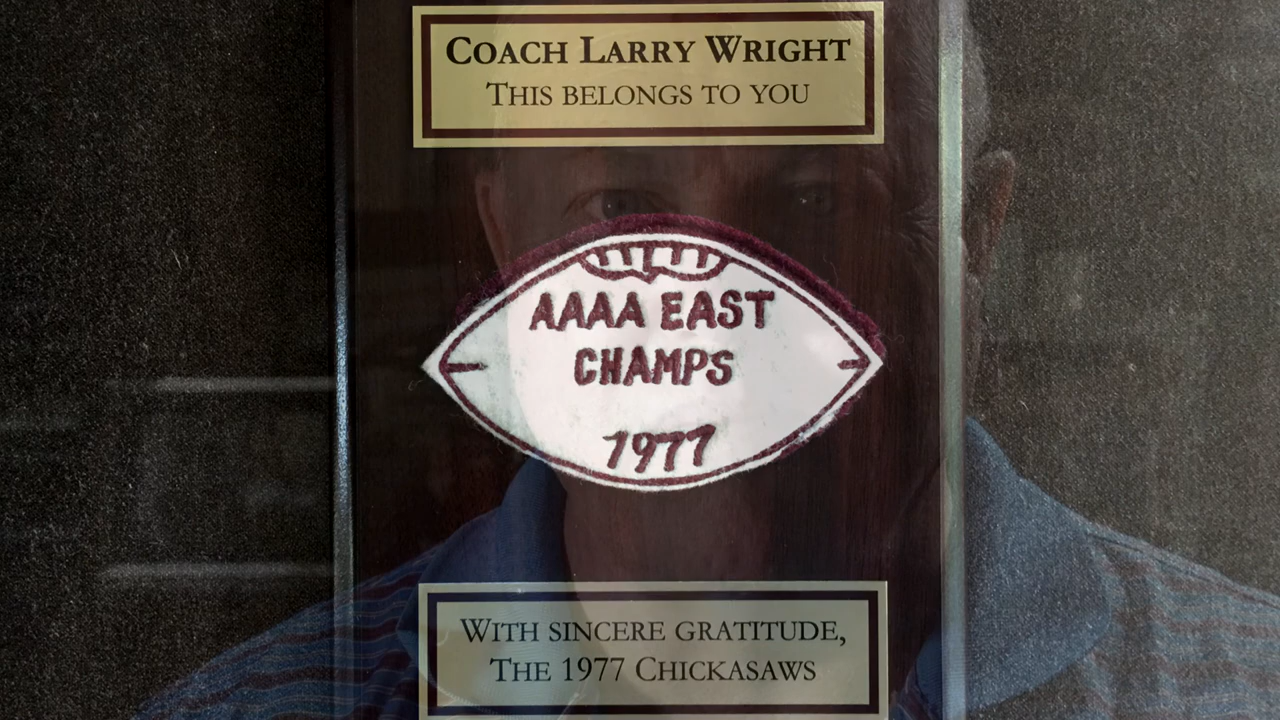 COACH LARRY WRIGHT
THIS BELONGS TO YOU
AAAA EAST
CHAMPS
1977
WITH SINCERE GRATITUDE,
THE 1977 CHICKASAWS